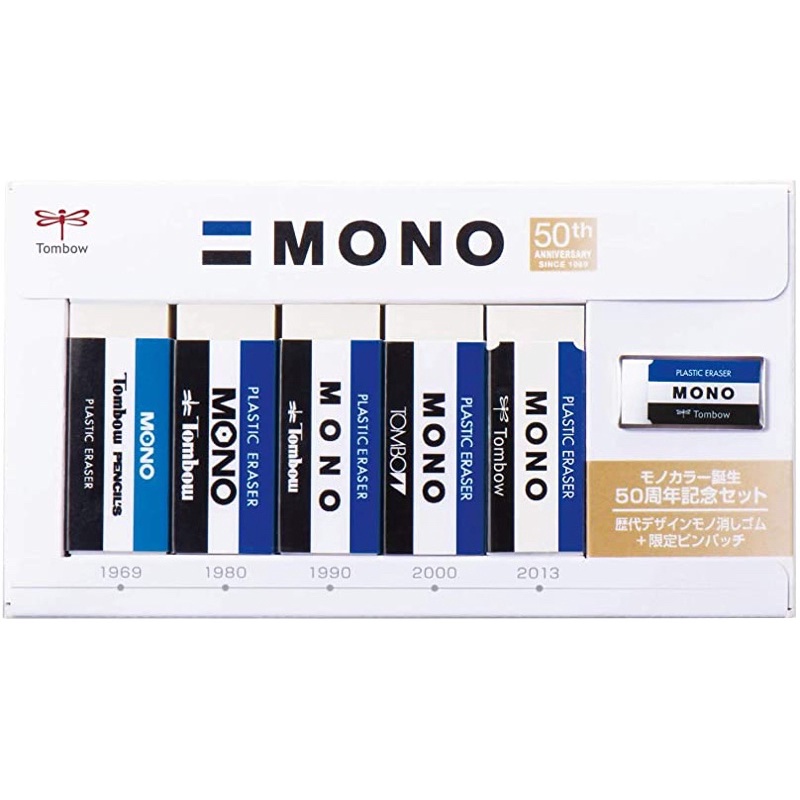 Tombow
MONO
50th
ANNIVERSARY
SINCE 1969
PLASTIC ERASER
Tombow PENCILS
MONO
Tombow
MONO
PLASTIC ERASER
Tombow
MONO
PLASTIC ERASER
TOMBOW
MONO
PLASTIC ERASER
Tombow
MONO
PLASTIC ERASER
PLASTIC ERASER
MONO
Tombow
モノカラー誕生
50周年記念セット
歴代デザインモノ消しゴム
+限定ピンバッチ
1969 1980 1990 2000 2013